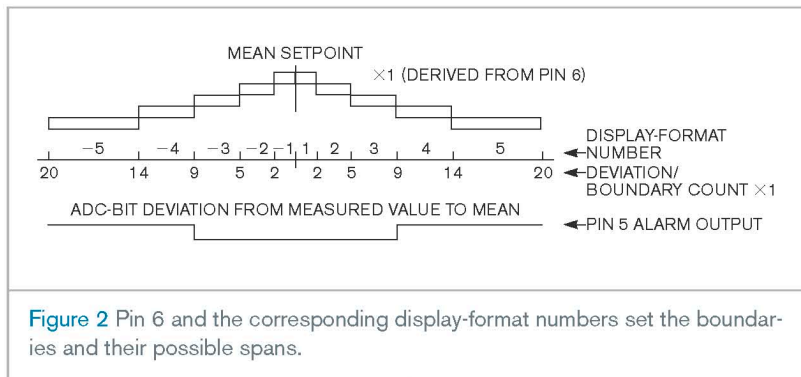 MEAN SETPOINT
×1 (DERIVED FROM PIN 6)
−5 −4 −3 −2 −1 1 2 3 4 5
DISPLAY-FORMAT
NUMBER
20 14 9 5 2 2 5 9 14 20
DEVIATION/
BOUNDARY COUNT ×1
ADC-BIT DEVIATION FROM MEASURED VALUE TO MEAN
PIN 5 ALARM OUTPUT
Figure 2 Pin 6 and the corresponding display-format numbers set the boundar-
ies and their possible spans.